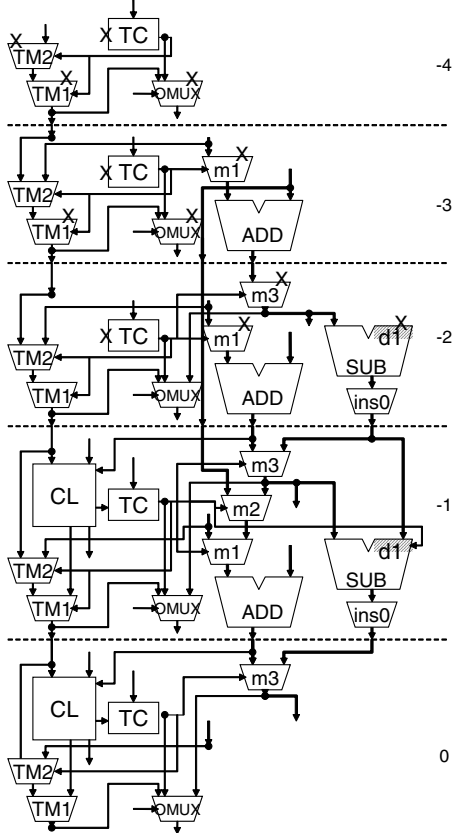 X
X TC
TM2
-4
X
X
TM1
OMUX
X TC
X
m1
TM2
-3
X
X
TM1
OMUX
ADD
X
m3
X TC
X
m1
X
d1
-2
TM2
SUB
X
TM1
OMUX
ADD
ins0
m3
CL
TC
m2
-1
m1
d1
TM2
SUB
TM1
OMUX
ADD
ins0
m3
CL
TC
0
TM2
TM1
OMUX